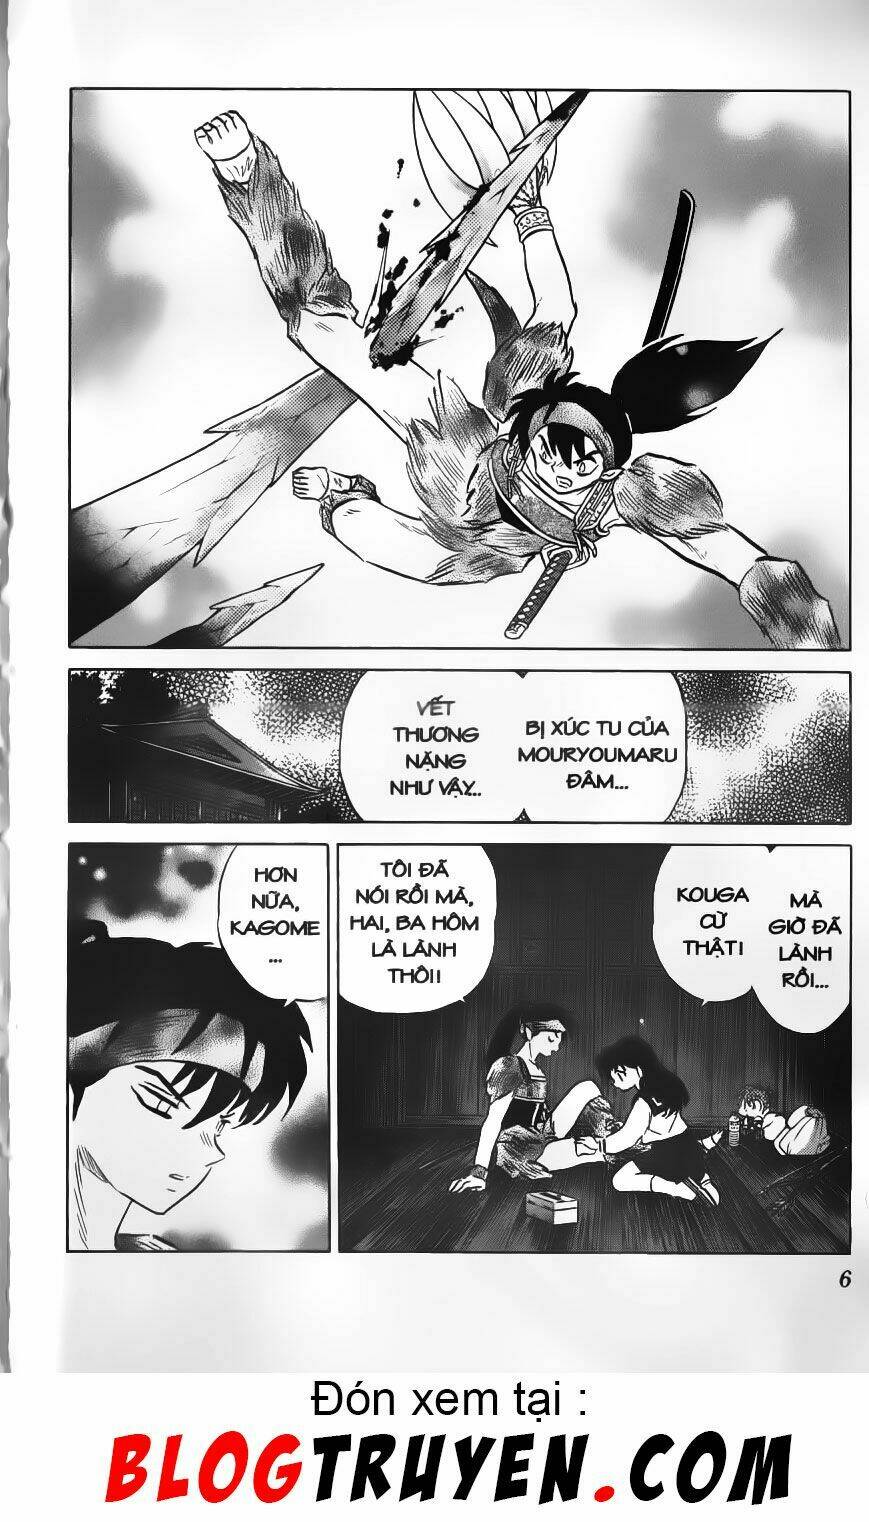 BỊ XÚC TU CỦA
MOURYOUMARU
ĐÂM...
VẾT
THƯƠNG
NẶNG
NHƯ VẬY...
MÀ
GIỜ ĐÃ
LÀNH
RỒI...
KOUGA
CỪ
THẬT!
TÔI ĐÃ
NÓI RỒI MÀ,
HAI, BA HÔM
LÀ LÀNH
THÔI!
HƠN
NỮA,
KAGOME
...
6
Đón xem tại :
BLOGTRUYEN.COM